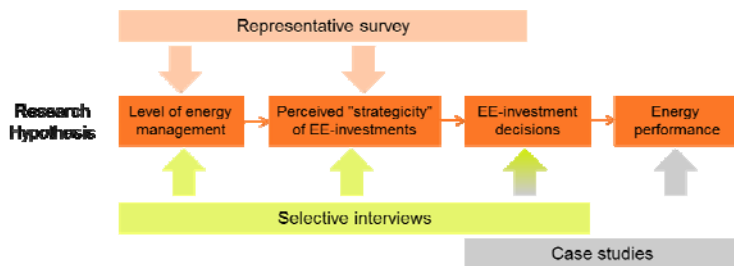 Representative survey
Research
Hypothesis
Level of energy
management
Perceived "strategicity"
of EE-investments
EE-investment
decisions
Energy
performance
Selective interviews
Case studies